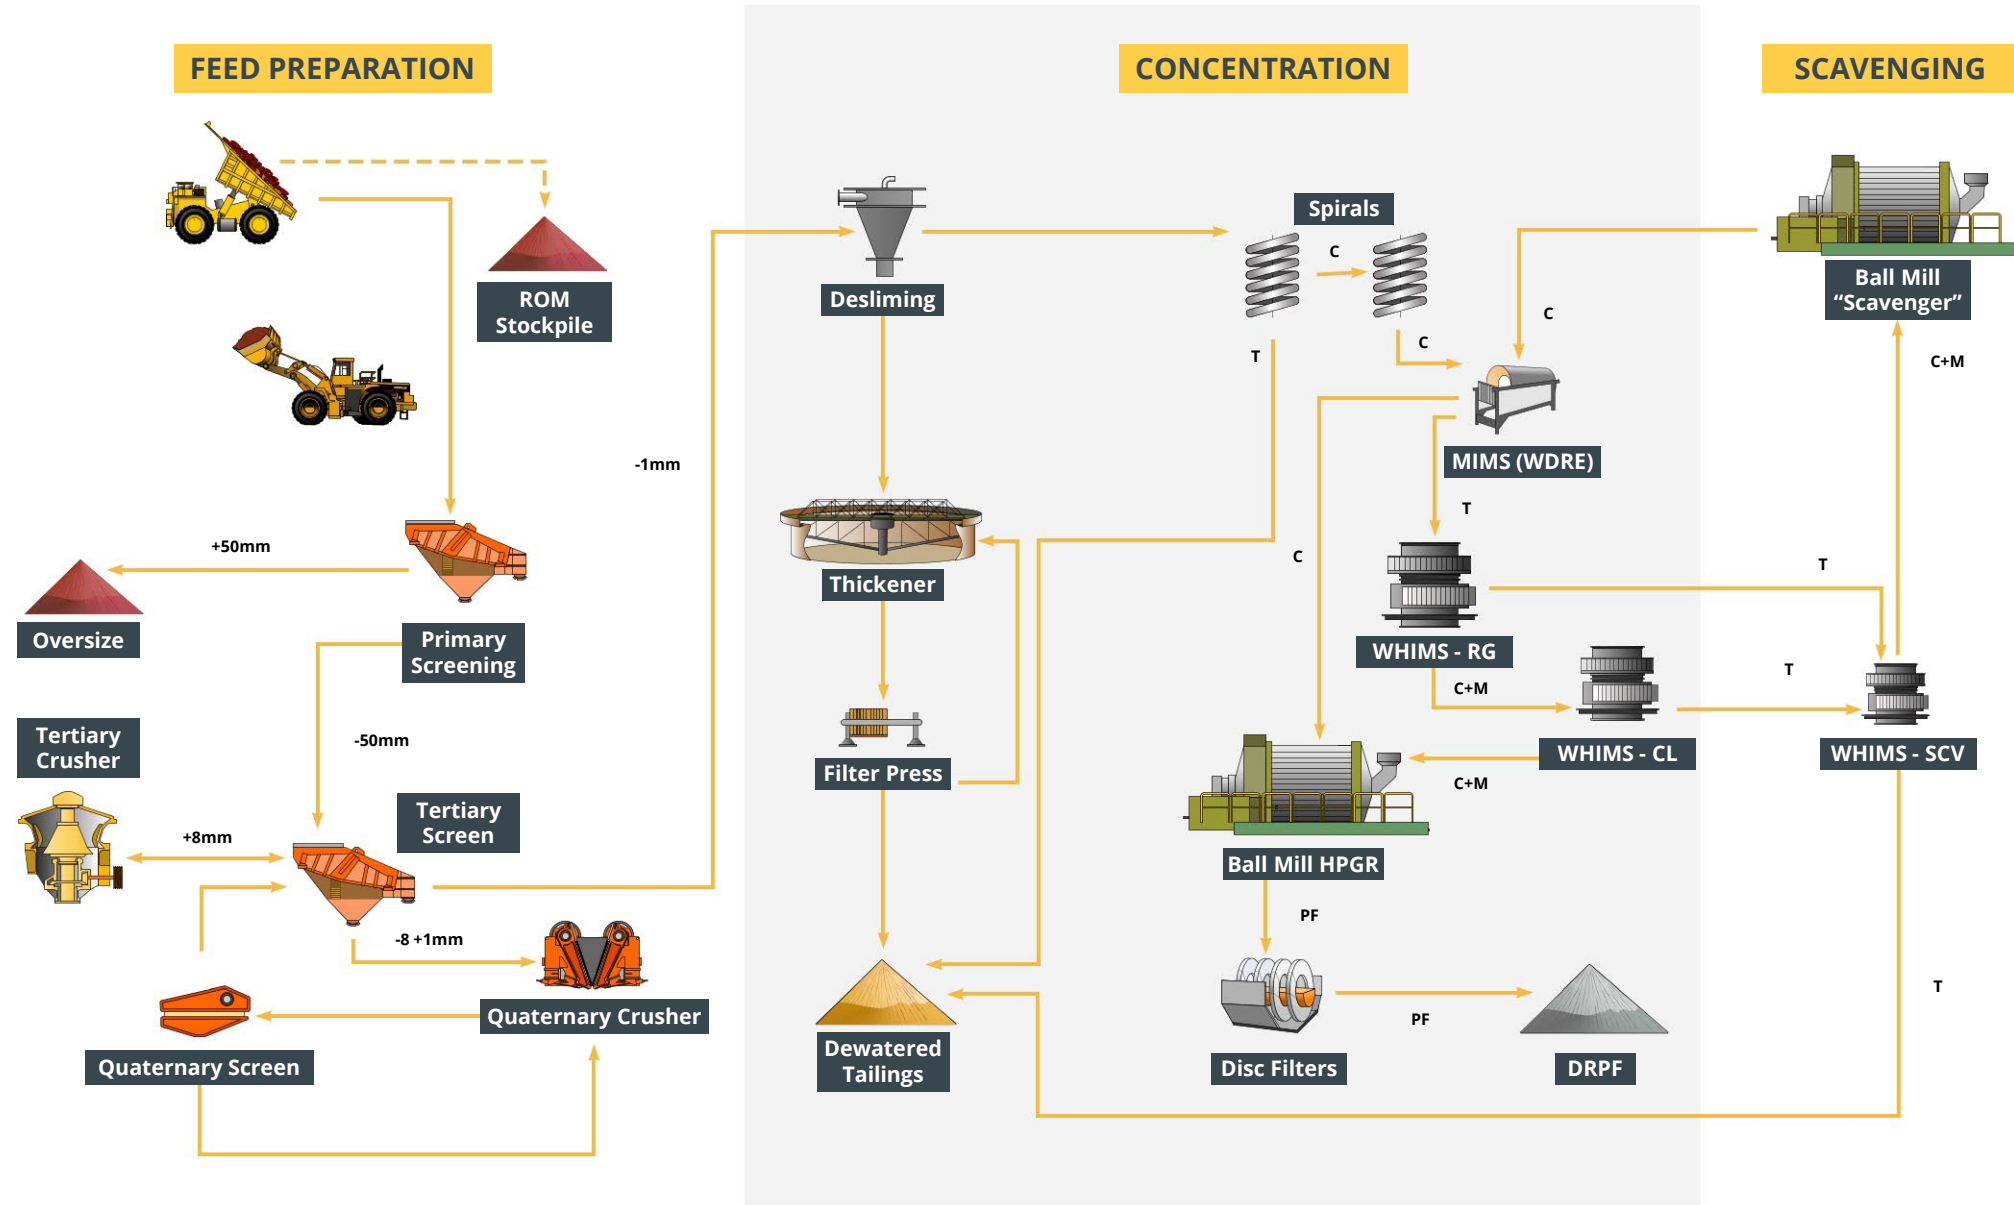 FEED PREPARATION
CONCENTRATION
SCAVENGING
ROM
Stockpile
-1mm
+50mm
Oversize
Primary
Screening
-50mm
Tertiary
Crusher
+8mm
Tertiary
Screen
-8 +1mm
Quaternary Crusher
Quaternary Screen
Desliming
Thickener
Filter Press
Dewatered
Tailings
Spirals
C
T
C
C
MIMS (WDRE)
T
C
WHIMS - RG
C+M
T
WHIMS - CL
C+M
T
Ball Mill HPGR
PF
Disc Filters
PF
DRPF
Ball Mill
“Scavenger”
C+M
WHIMS - SCV
T